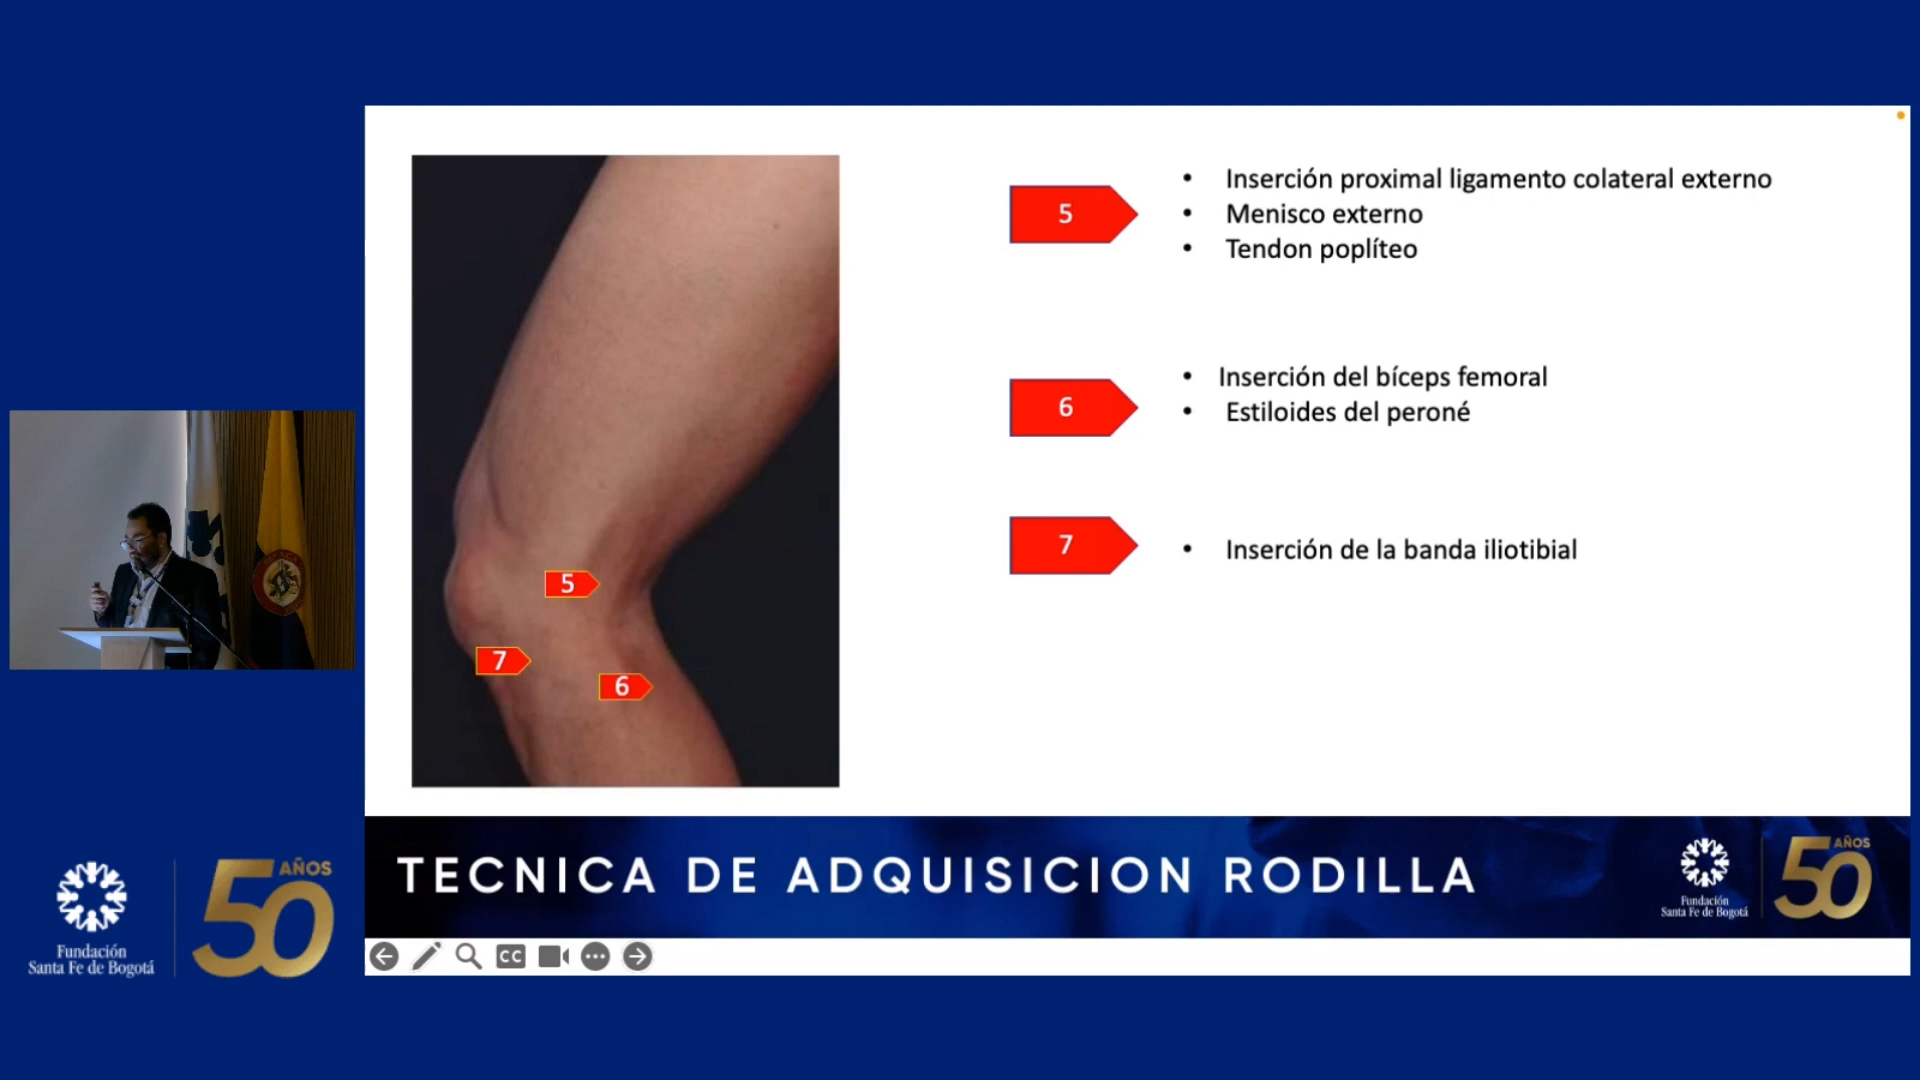 5
Inserción proximal ligamento colateral externo
Menisco externo
Tendon poplíteo
6
Inserción del bíceps femoral
Estiloides del peroné
7
Inserción de la banda iliotibial
5
7
6
TECNICA DE ADQUISICION RODILLA
Fundación
Santa Fe de Bogotá
50 AÑOS
CC
Fundación
Santa Fe de Bogotá
50 AÑOS